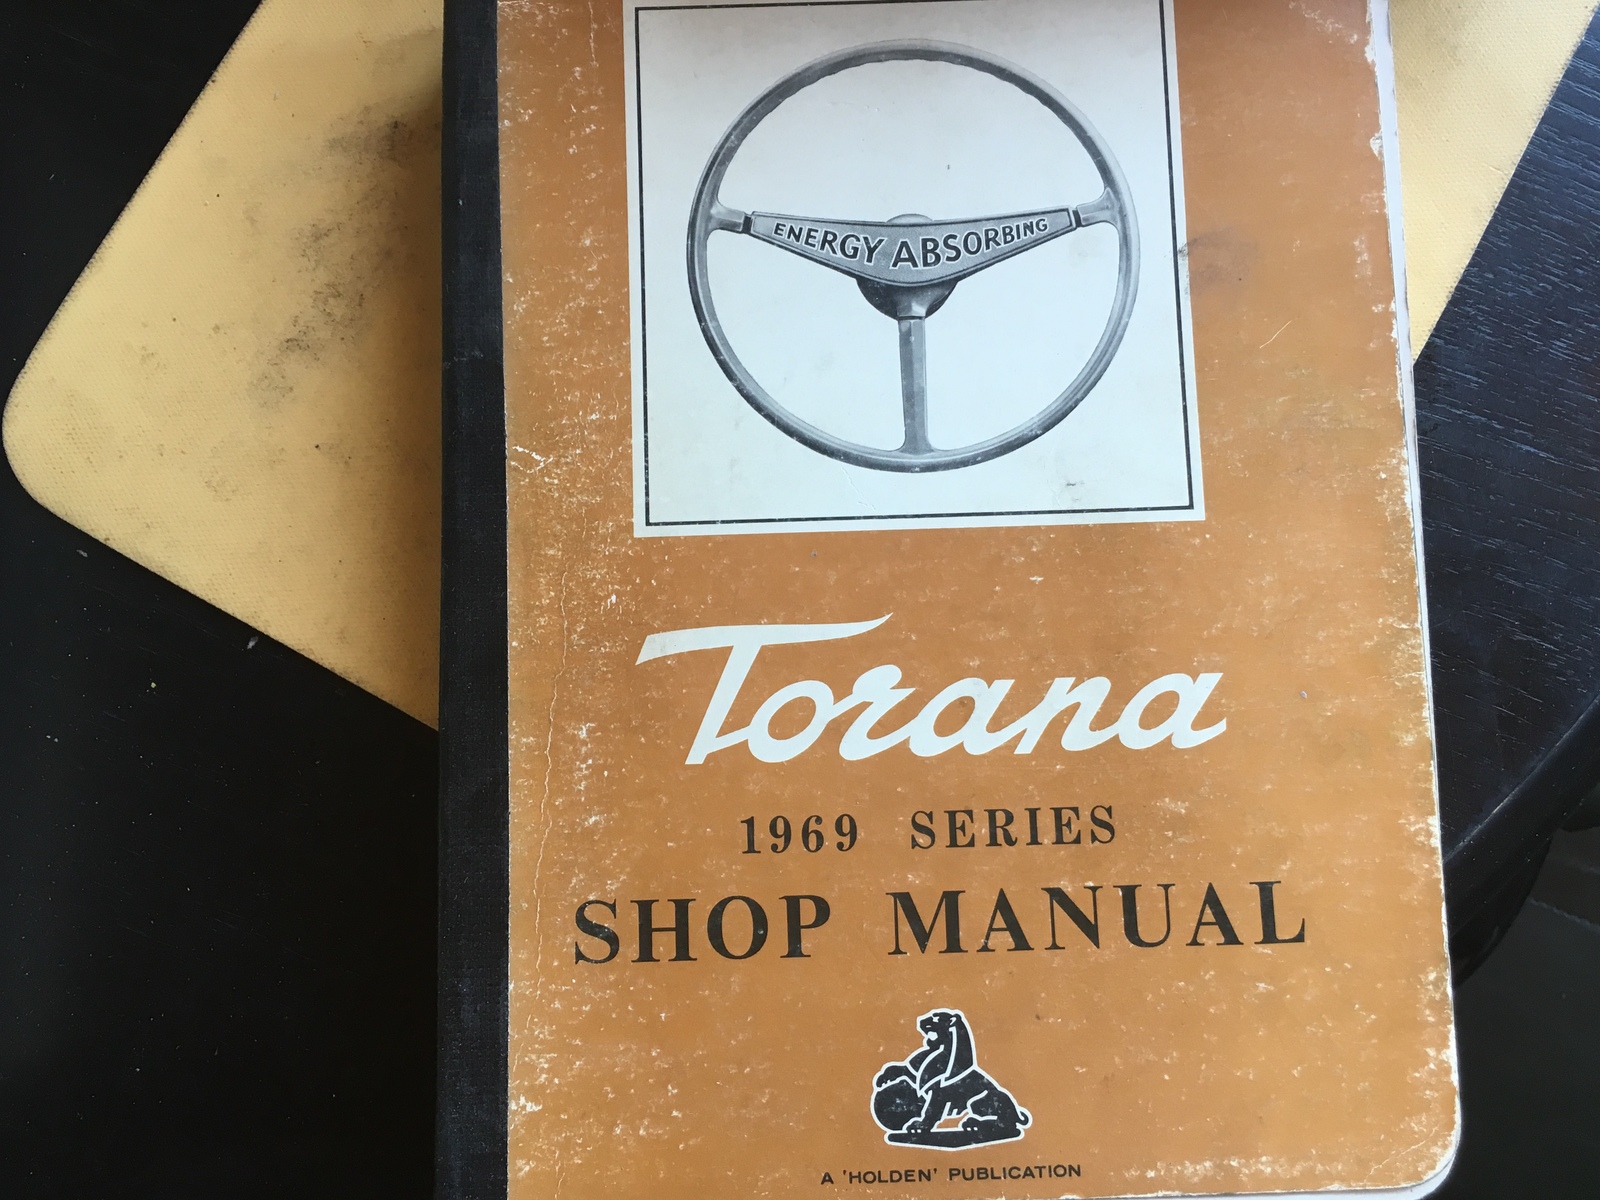 ENERGY ABSORBING
Torana
1969 SERIES
SHOP MANUAL
A 'HOLDEN' PUBLICATION